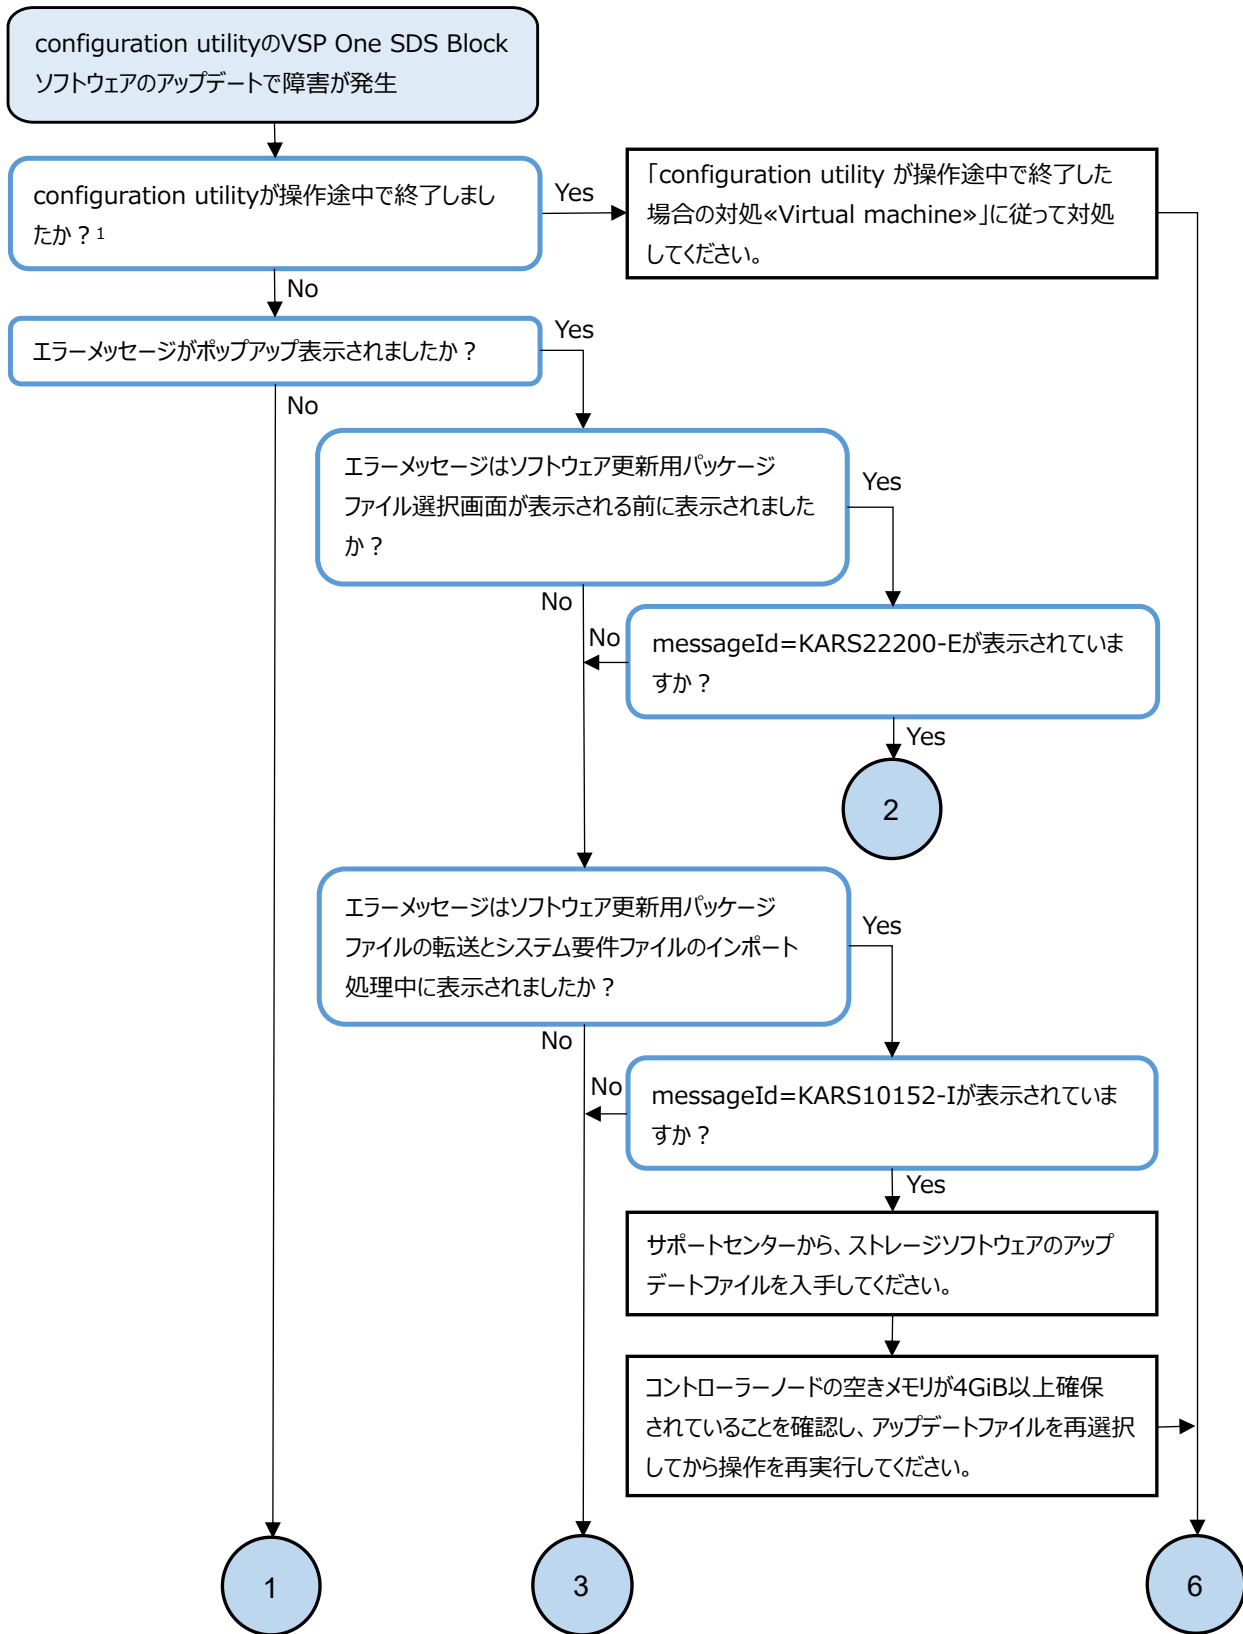 configuration utilityのVSP One SDS Block
ソフトウェアのアップデートで障害が発生
configuration utilityが操作途中で終了しまし
たか？1
Yes
「configuration utility が操作途中で終了した
場合の対処«Virtual machine»」に従って対処
してください。
No
エラーメッセージがポップアップ表示されましたか？
Yes
No
エラーメッセージはソフトウェア更新用パッケージ
ファイル選択画面が表示される前に表示されました
か？
Yes
No
messageId=KARS22200-Eが表示されていま
すか？
No
Yes
2
エラーメッセージはソフトウェア更新用パッケージ
ファイルの転送とシステム要件ファイルのインポート
処理中に表示されましたか？
Yes
No
messageId=KARS10152-Iが表示されていま
すか？
No
Yes
サポートセンターから、ストレージソフトウェアのアップ
デートファイルを入手してください。
コントローラーノードの空きメモリが4GiB以上確保
されていることを確認し、アップデートファイルを再選択
してから操作を再実行してください。
1
3
6